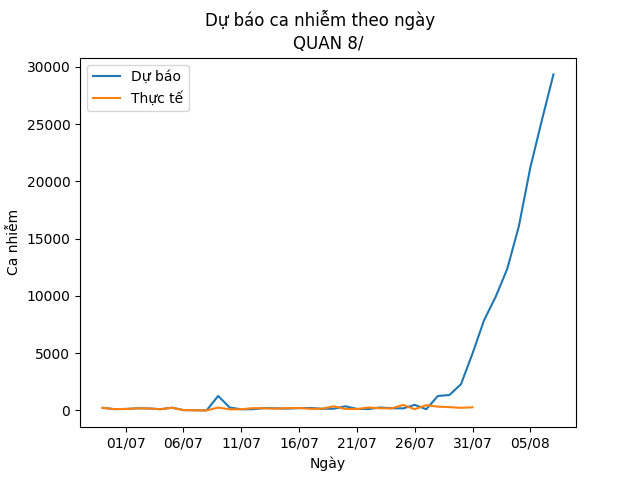 Dự báo ca nhiễm theo ngày
QUAN 8/
Dự báo
Thực tế
30000
25000
20000
15000
10000
5000
0
Ca nhiễm
01/07 06/07 11/07 16/07 21/07 26/07 31/07 05/08
Ngày